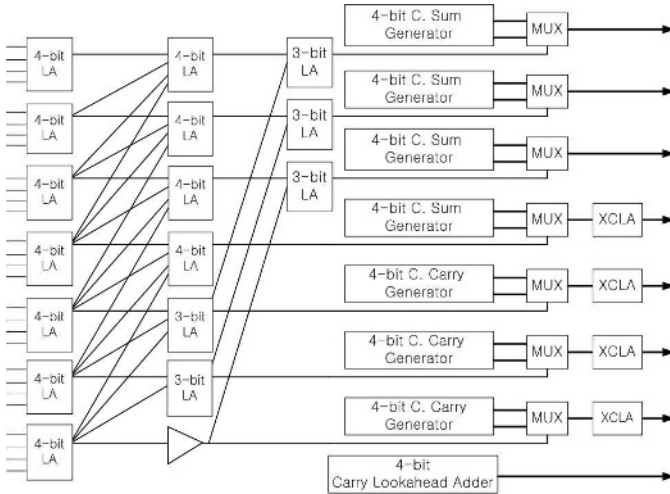 4-bit
LA
4-bit
LA
3-bit
LA
4-bit C. Sum
Generator
MUX
4-bit
LA
4-bit
LA
3-bit
LA
4-bit C. Sum
Generator
MUX
4-bit
LA
4-bit
LA
3-bit
LA
4-bit C. Sum
Generator
MUX
4-bit
LA
4-bit
LA
4-bit C. Sum
Generator
MUX
XCLA
4-bit
LA
3-bit
LA
4-bit C. Carry
Generator
MUX
XCLA
4-bit
LA
3-bit
LA
4-bit C. Carry
Generator
MUX
XCLA
4-bit
LA
4-bit C. Carry
Generator
MUX
XCLA
4-bit
Carry Lookahead Adder